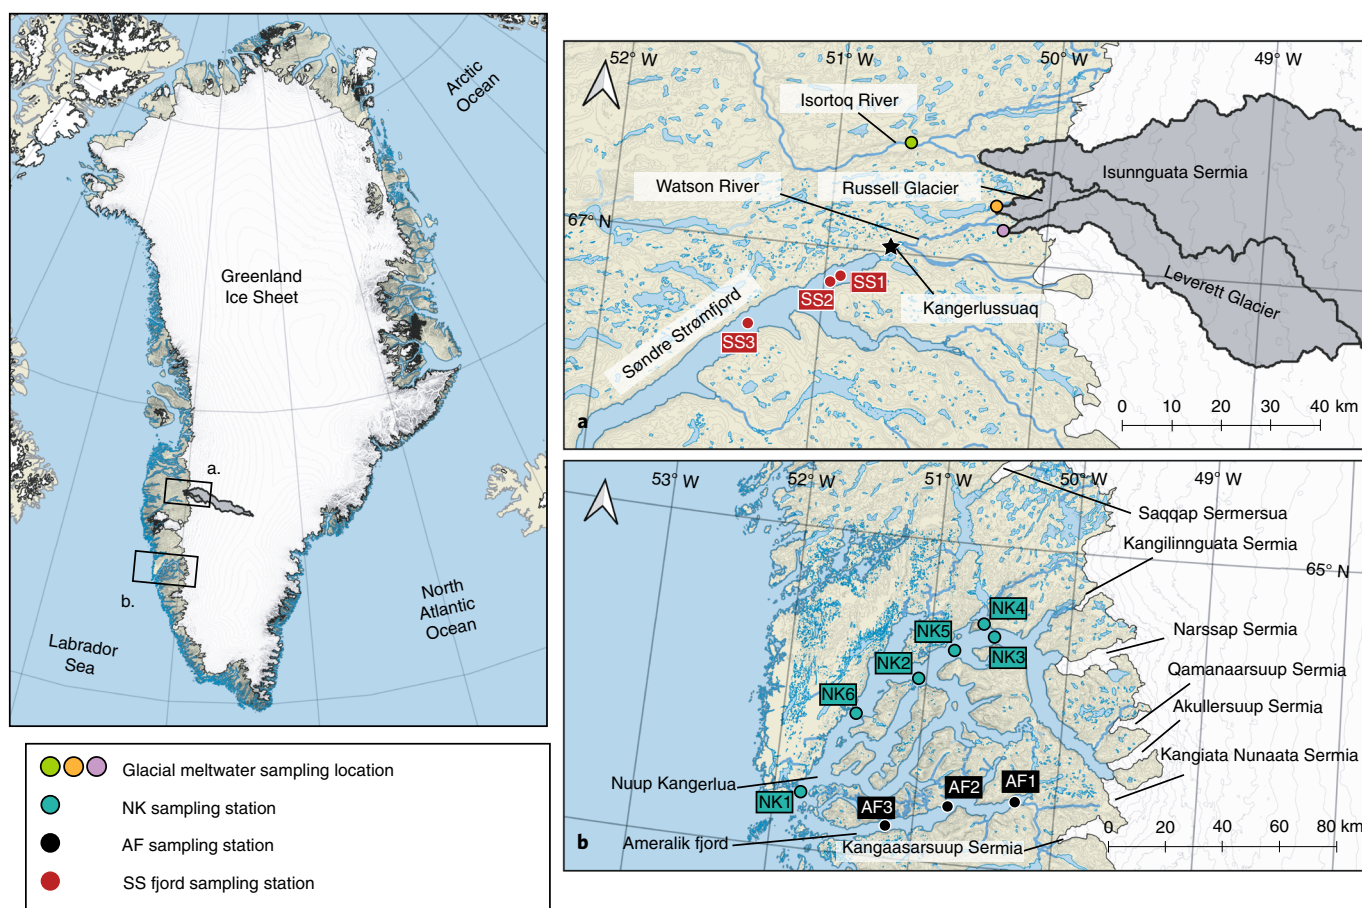 Arctic
Ocean
Greenland
Ice Sheet
a.
b.
Labrador
Sea
North
Atlantic
Ocean
52° W
51° W
50° W
49° W
Isortoq River
Watson River
Russell Glacier
Isunnguata Sermia
67° N
SS1
SS2
SS3
Leverett Glacier
Kangerlussuaq
Søndre Strømfjord
0 10 20 30 40 km
a
53° W
52° W
51° W
50° W
49° W
Saqqap Sermersua
Kangilinnguata Sermia
65° N
NK4
NK5
NK3
NK2
NK6
Narssap Sermia
Qamanaarsuup Sermia
Akullersuup Sermia
Kangiata Nunaata Sermia
Nuup Kangerlua
NK1
AF1
AF2
AF3
Ameralik fjord
Kangaasarsuup Sermia
0 20 40 60 80 km
b
Glacial meltwater sampling location
NK sampling station
AF sampling station
SS fjord sampling station